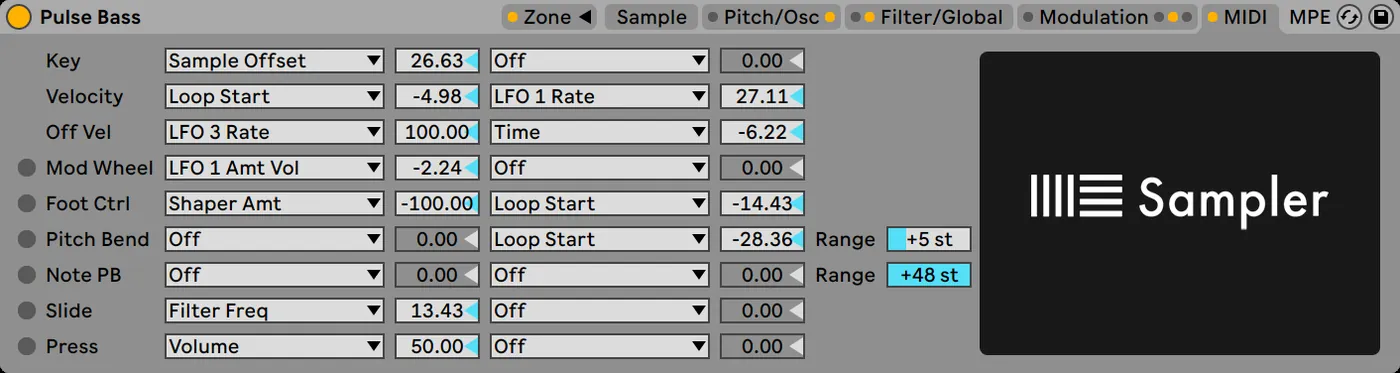 Pulse Bass Zone Sample Pitch/Osc Filter/Global Modulation MIDI MPE
Key Sample Offset 26.63 Off 0.00
Velocity Loop Start -4.98 LFO 1 Rate 27.11
Off Vel LFO 3 Rate 100.00 Time -6.22
Mod Wheel LFO 1 Amt Vol -2.24 Off 0.00
Foot Ctrl Shaper Amt -100.00 Loop Start -14.43
Pitch Bend Off 0.00 Loop Start -28.36 Range +5 st
Note PB Off 0.00 Off 0.00 Range +48 st
Slide Filter Freq 13.43 Off 0.00
Press Volume 50.00 Off 0.00
Sampler